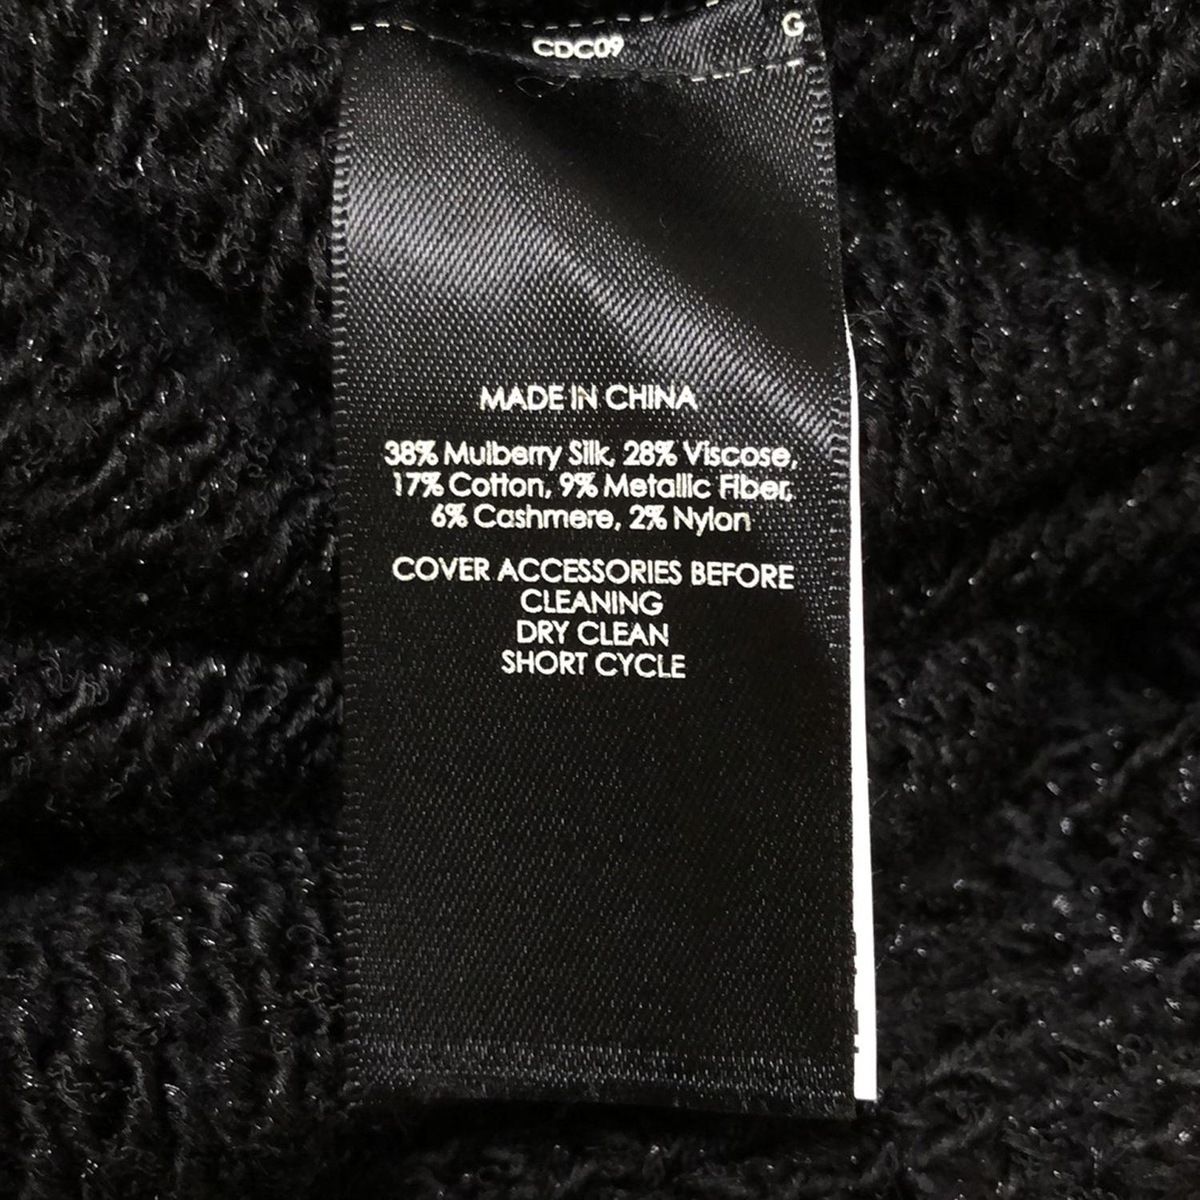 CDC09
G
MADE IN CHINA
38% Mulberry Silk, 28% Viscose,
17% Cotton, 9% Metallic Fiber,
6% Cashmere, 2% Nylon
COVER ACCESSORIES BEFORE
CLEANING
DRY CLEAN
SHORT CYCLE